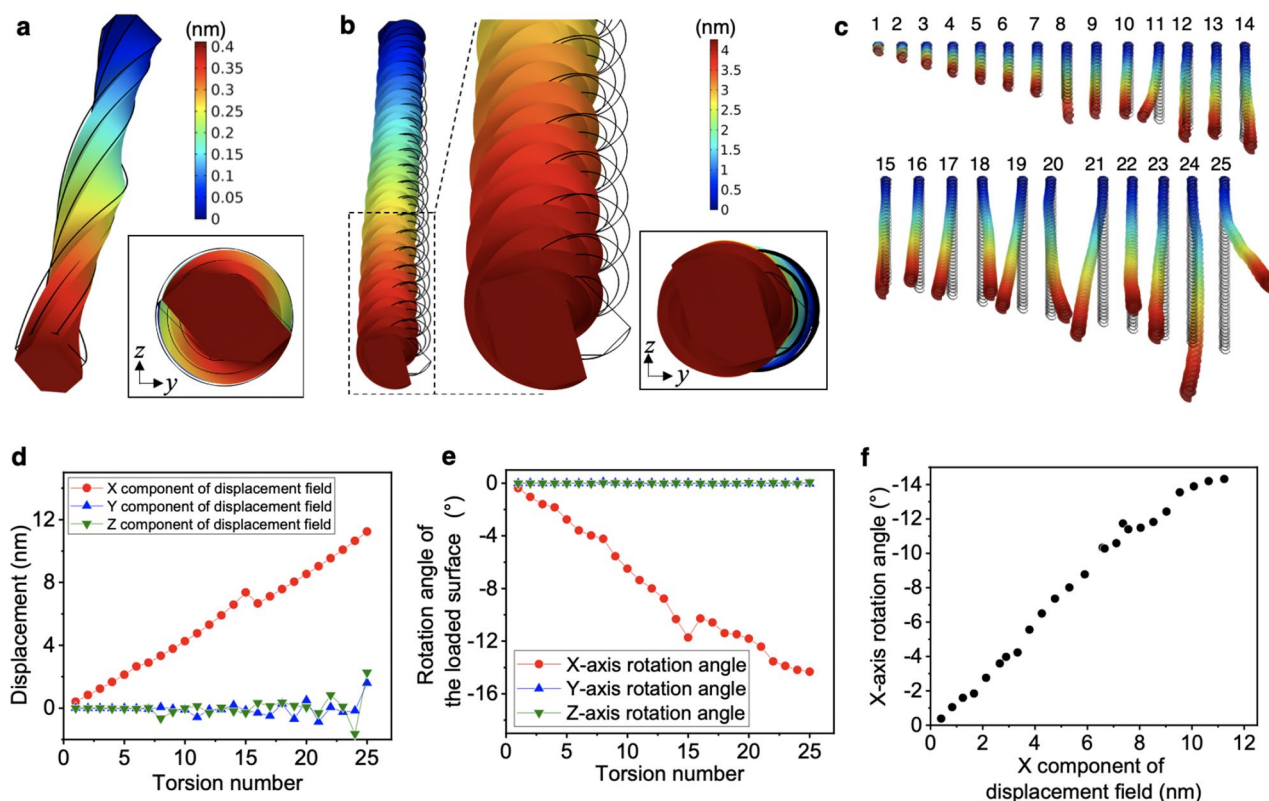 a
(nm)
0.4
0.35
0.3
0.25
0.2
0.15
0.1
0.05
0
z
y
b
(nm)
4
3.5
3
2.5
2
1.5
1
0.5
0
z
y
c
1 2 3 4 5 6 7 8 9 10 11 12 13 14
15 16 17 18 19 20 21 22 23 24 25
d
Displacement (nm)
12
8
4
0
X component of displacement field
Y component of displacement field
Z component of displacement field
0 5 10 15 20 25
Torsion number
e
Rotation angle of
the loaded surface (°)
0
-4
-8
-12
-16
X-axis rotation angle
Y-axis rotation angle
Z-axis rotation angle
0 5 10 15 20 25
Torsion number
f
X-axis rotation angle (°)
-14
-12
-10
-8
-6
-4
-2
0
0 2 4 6 8 10 12
X component of
displacement field (nm)